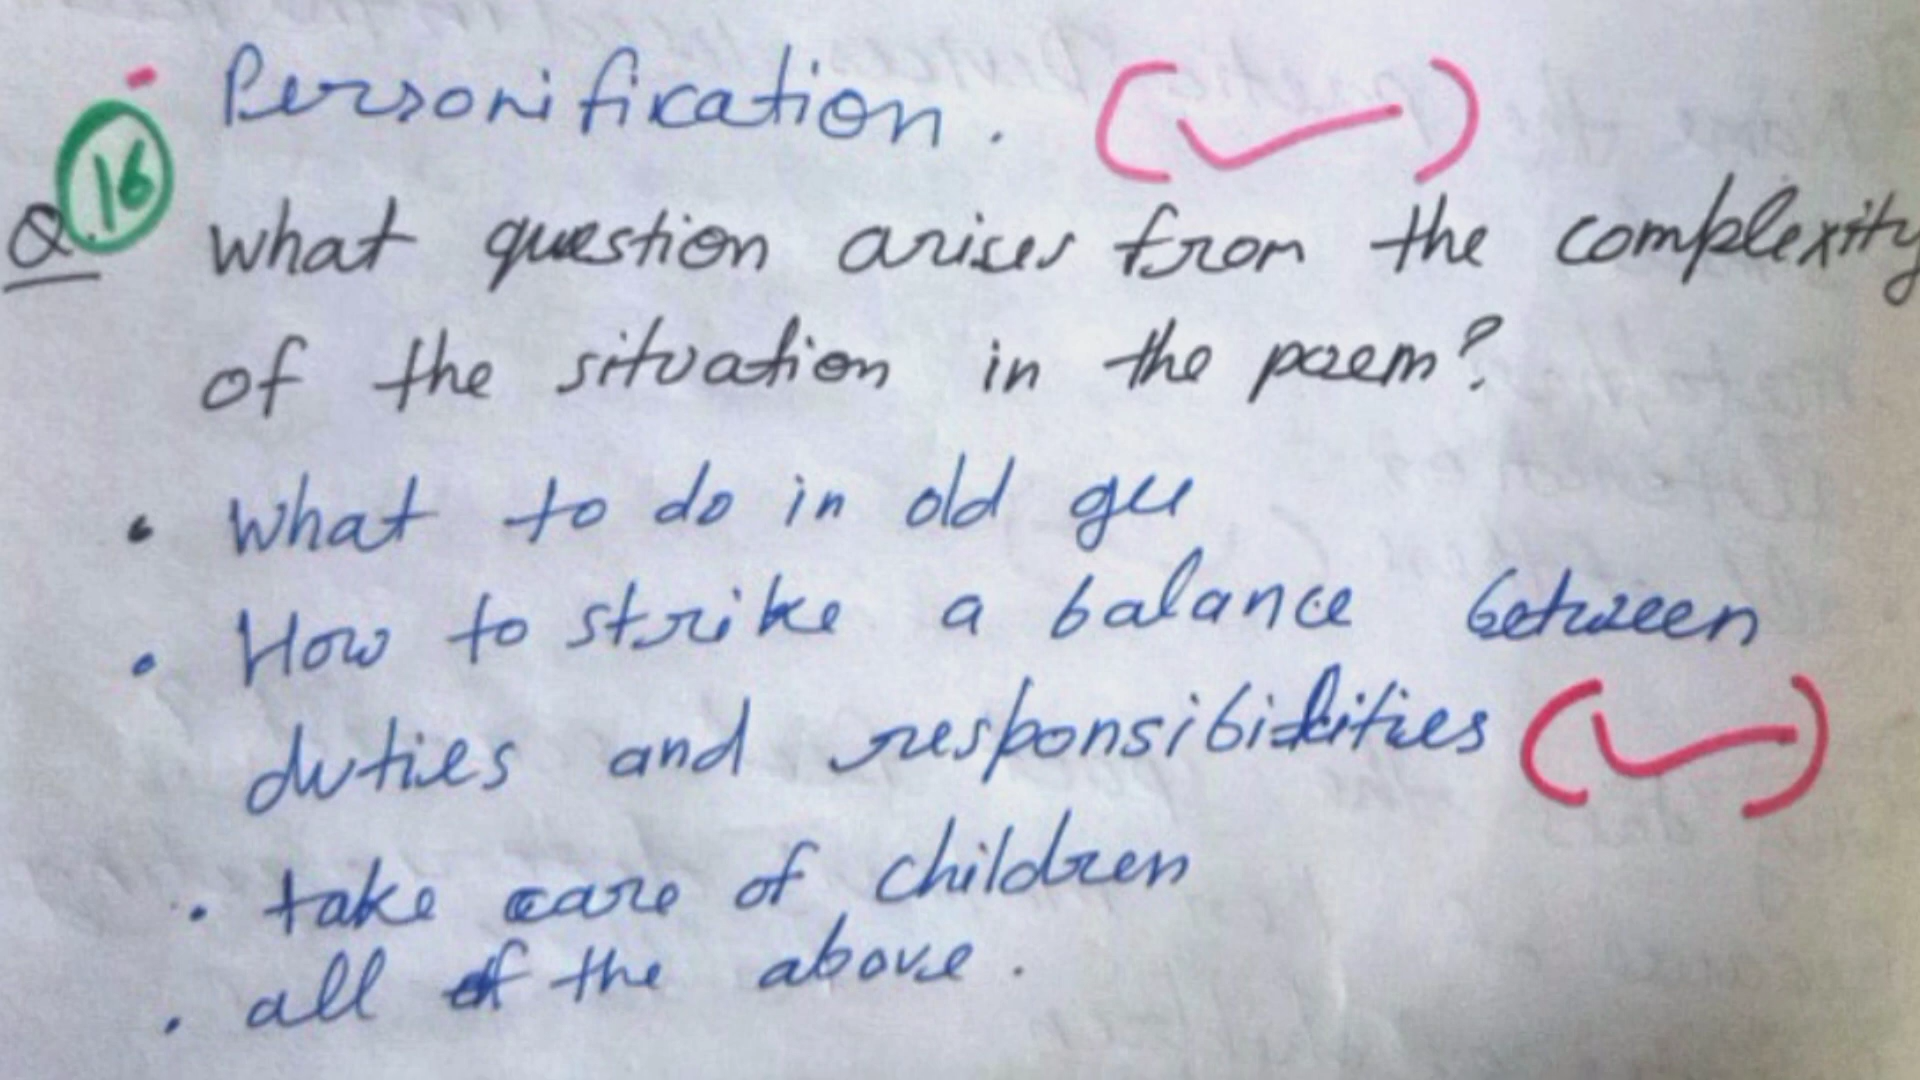 Personification.
Q.16 What question arises from the complexity
of the situation in the poem?
• What to do in old
• How to strike a balance between
duties and responsibilities
• take care of children
• all of the above.